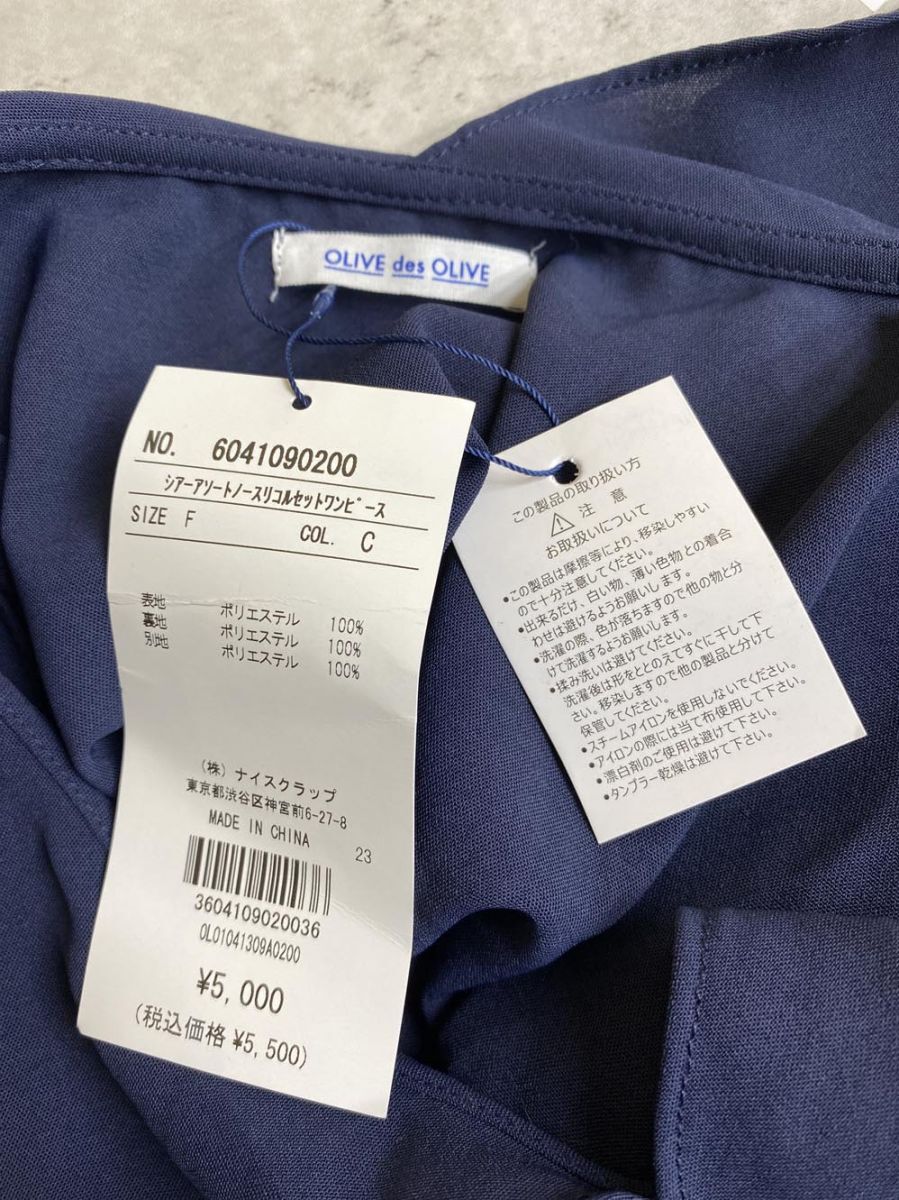 OLIVE des OLIVE
NO. 6041090200
シアーアソートノースリコルセットワンピース
SIZE F
COL. C
表地 ポリエステル 100%
裏地 ポリエステル 100%
別地 ポリエステル 100%
(株) ナイスクラップ
東京都渋谷区神宮前6-27-8
MADE IN CHINA
23
3604109020036
0L01041309A0200
¥5,000
(税込価格 ¥5,500)
この製品の取り扱い方
⚠ 注 意
お取扱いについて
•この製品は摩擦等により、移染しやすい
ので十分注意してください。
•出来るだけ、白い物、薄い色物との着合
わせは避けるようお願いします。
•洗濯の際、色が落ちますので他の物と分
けて洗濯するようお願いします。
•揉み洗いは避けてください。
洗濯後は形をととのえてすぐに干して下
さい。移染しますので他の製品と分けて
保管してください。
•スチームアイロンを使用しないでください。
•アイロンの際には当て布使用して下さい。
•漂白剤のご使用は避けて下さい。
•タンブラー乾燥は避けて下さい。